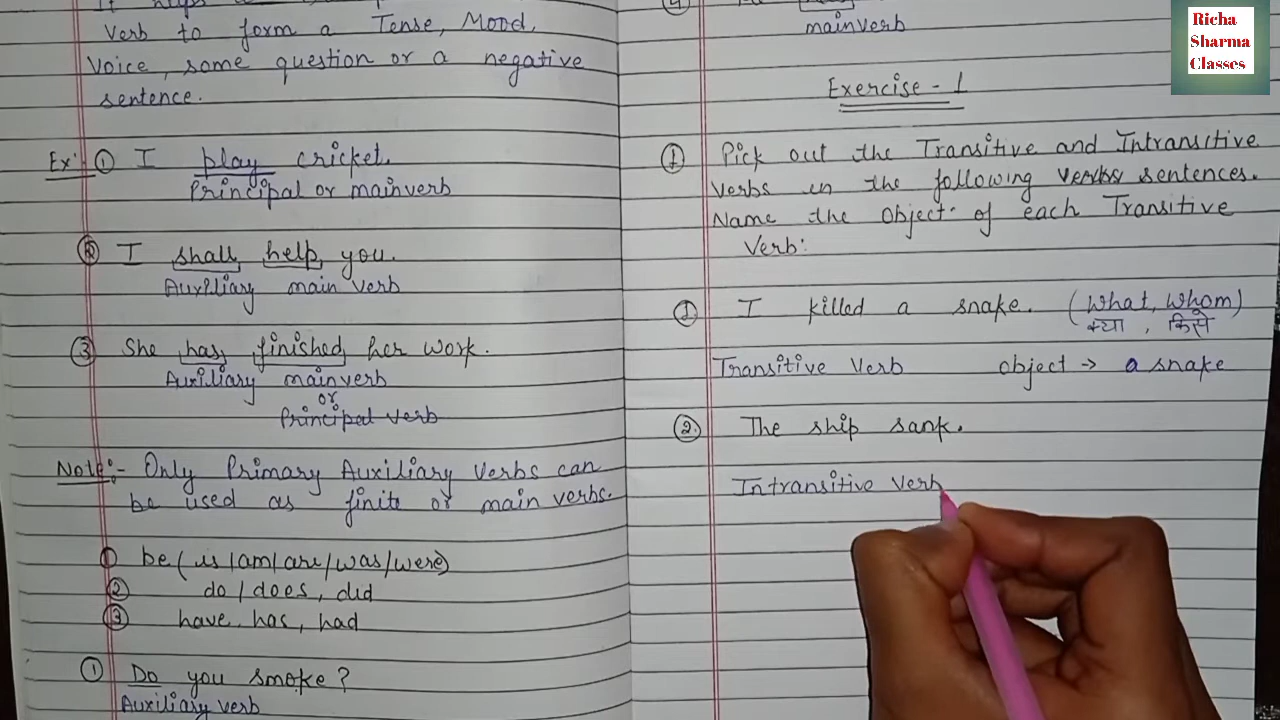 verb to form a Tense, Mood,
Voice, some question or a negative
sentence.
Ex: ① I play cricket.
Principal or mainverb
② I shall help you.
Auxiliary main verb
③ She has finished her work.
Auxiliary mainverb
or
Principal verb
Note:- Only Primary Auxiliary verbs can
be used as finite or main verbs.
① be (is/am/are/was/were)
② do/does, did
③ have, has, had
① Do you smoke?
Auxiliary verb
mainverb
Exercise - 1
① Pick out the Transitive and Intransitive
verbs in the following verbs sentences.
Name the object of each Transitive
Verb:
① I killed a snake. (What, Whom)
क्या, किसे
Transitive Verb object → a snake
② The ship sank.
Intransitive Verb
Richa
Sharma
Classes